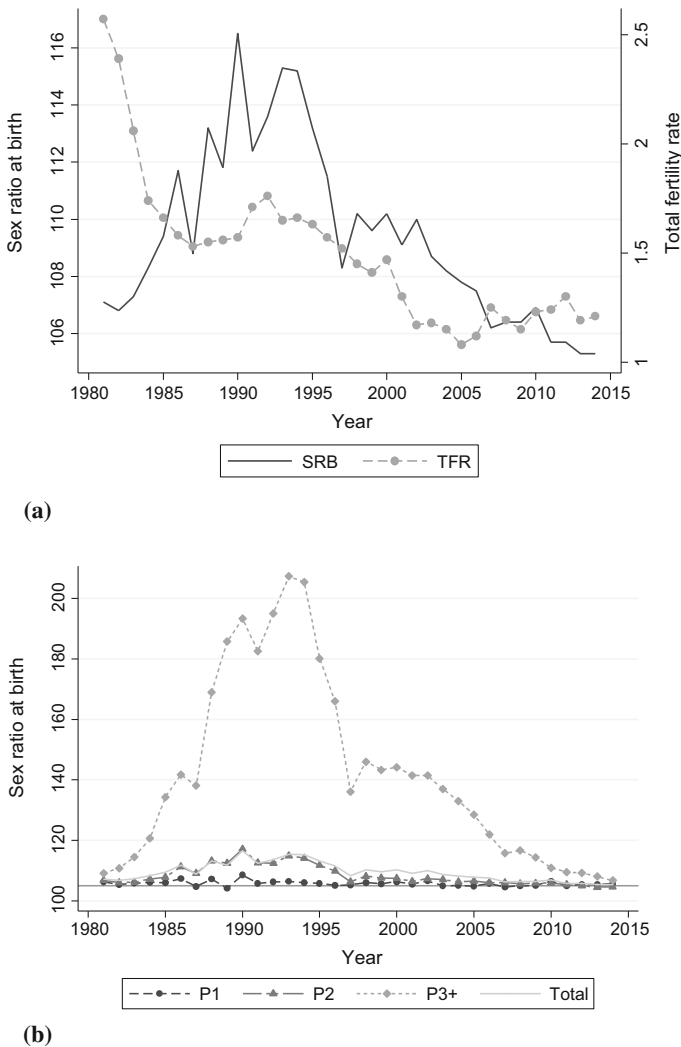 116
114
112
110
108
106
Sex ratio at birth
2.5
2
1.5
1
Total fertility rate
1980 1985 1990 1995 2000 2005 2010 2015
Year
SRB TFR
(a)
200
180
160
140
120
100
Sex ratio at birth
1980 1985 1990 1995 2000 2005 2010 2015
Year
P1 P2 P3+ Total
(b)